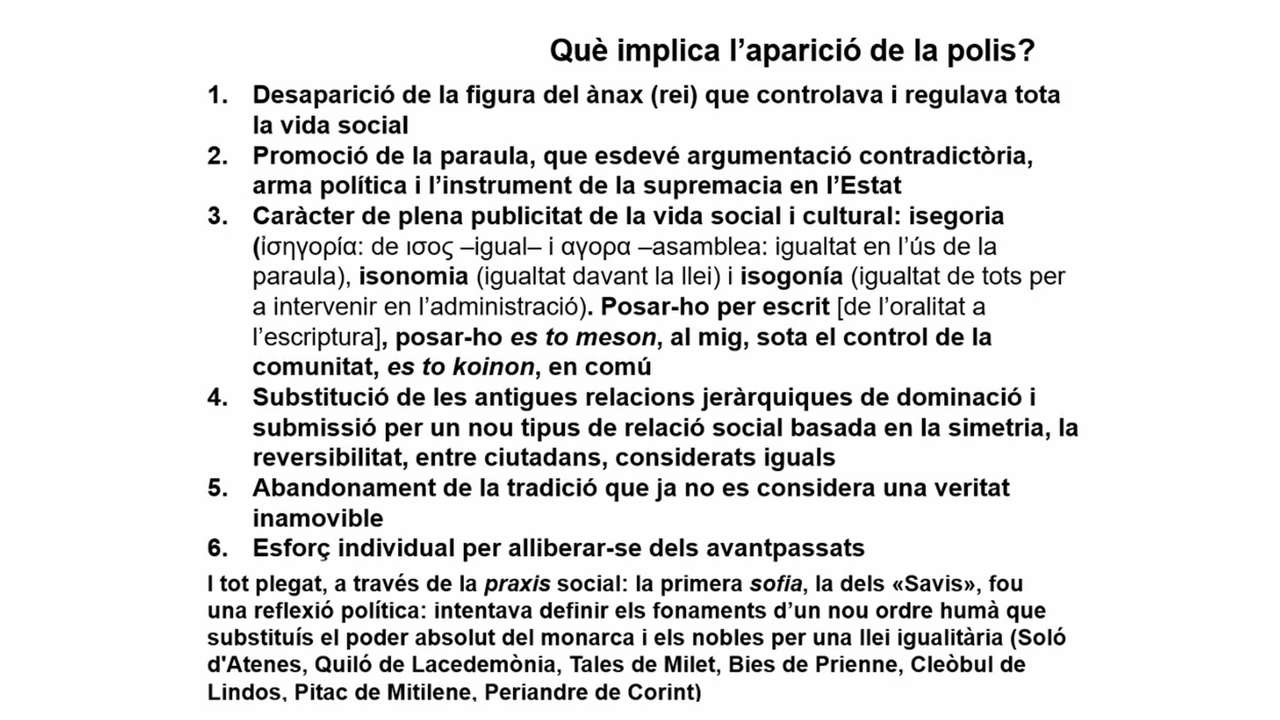 Què implica l’aparició de la polis?
1. Desaparició de la figura del ànax (rei) que controlava i regulava tota
la vida social
2. Promoció de la paraula, que esdevé argumentació contradictòria,
arma política i l’instrument de la supremacia en l’Estat
3. Caràcter de plena publicitat de la vida social i cultural: isegoria
(ἰσηγορία: de ισος –igual– i αγορα –asamblea: igualtat en l’ús de la
paraula), isonomia (igualtat davant la llei) i isogonía (igualtat de tots per
a intervenir en l’administració). Posar-ho per escrit [de l’oralitat a
l’escriptura], posar-ho es to meson, al mig, sota el control de la
comunitat, es to koinon, en comú
4. Substitució de les antigues relacions jeràrquiques de dominació i
submissió per un nou tipus de relació social basada en la simetria, la
reversibilitat, entre ciutadans, considerats iguals
5. Abandonament de la tradició que ja no es considera una veritat
inamovible
6. Esforç individual per alliberar-se dels avantpassats
I tot plegat, a través de la praxis social: la primera sofia, la dels «Savis», fou
una reflexió política: intentava definir els fonaments d’un nou ordre humà que
substituís el poder absolut del monarca i els nobles per una llei igualitària (Soló
d'Atenes, Quiló de Lacedemònia, Tales de Milet, Bies de Prienne, Cleòbul de
Lindos, Pitac de Mitilene, Periandre de Corint)